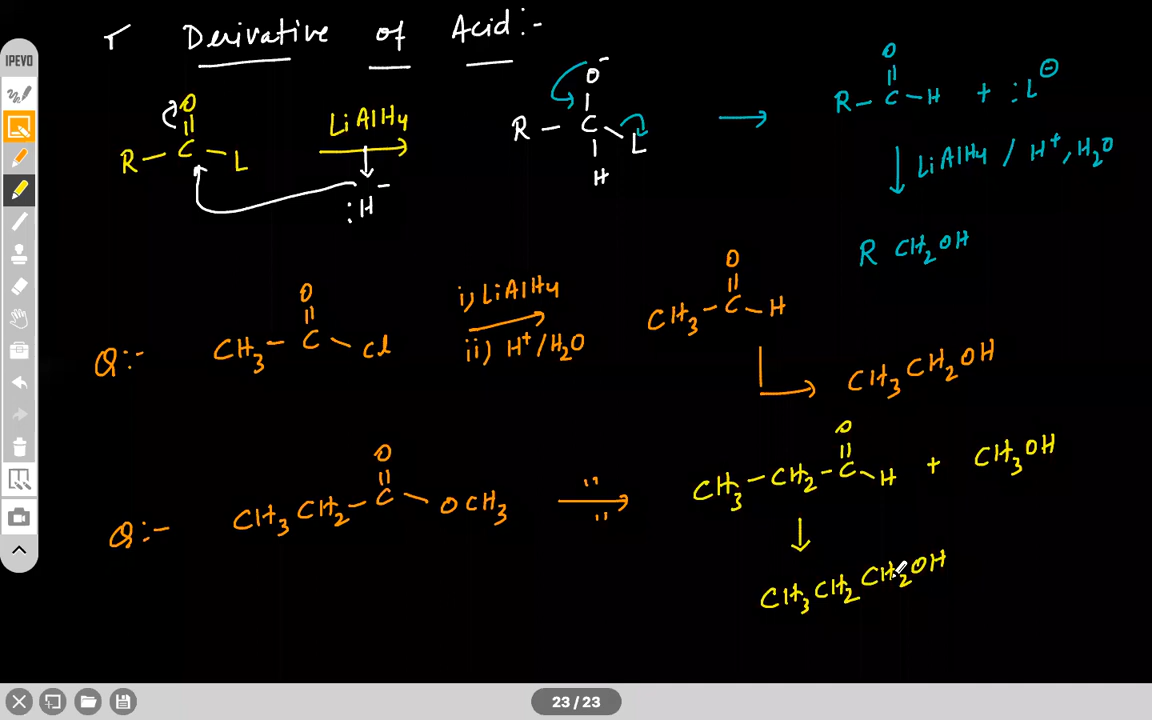 IPEVO
Derivative of Acid:-
O
R - C - L
LiAlH4
:H⁻
O⁻
R - C - L
H
O
R - C - H + :L⊖
LiAlH4 / H⁺, H2O
R CH2OH
Q:- CH3 - C - Cl
O
i) LiAlH4
ii) H⁺/H2O
O
CH3 - C - H
CH3CH2OH
Q:- CH3CH2 - C - OCH3
O
"
"
O
CH3 - CH2 - C - H + CH3OH
CH3CH2CH2OH
23 / 23